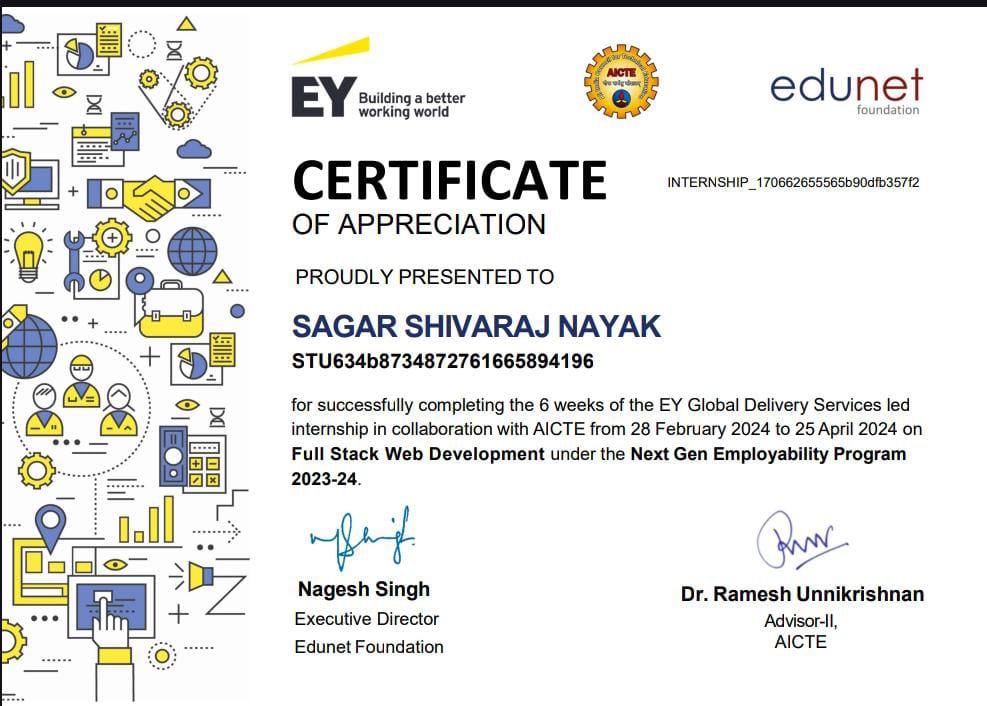 EY
Building a better
working world
AICTE
edunet
foundation
CERTIFICATE
INTERNSHIP_170662655565b90dfb357f2
OF APPRECIATION
PROUDLY PRESENTED TO
SAGAR SHIVARAJ NAYAK
STU634b8734872761665894196
for successfully completing the 6 weeks of the EY Global Delivery Services led
internship in collaboration with AICTE from 28 February 2024 to 25 April 2024 on
Full Stack Web Development under the Next Gen Employability Program
2023-24.
Nagesh Singh
Executive Director
Edunet Foundation
Dr. Ramesh Unnikrishnan
Advisor-II,
AICTE